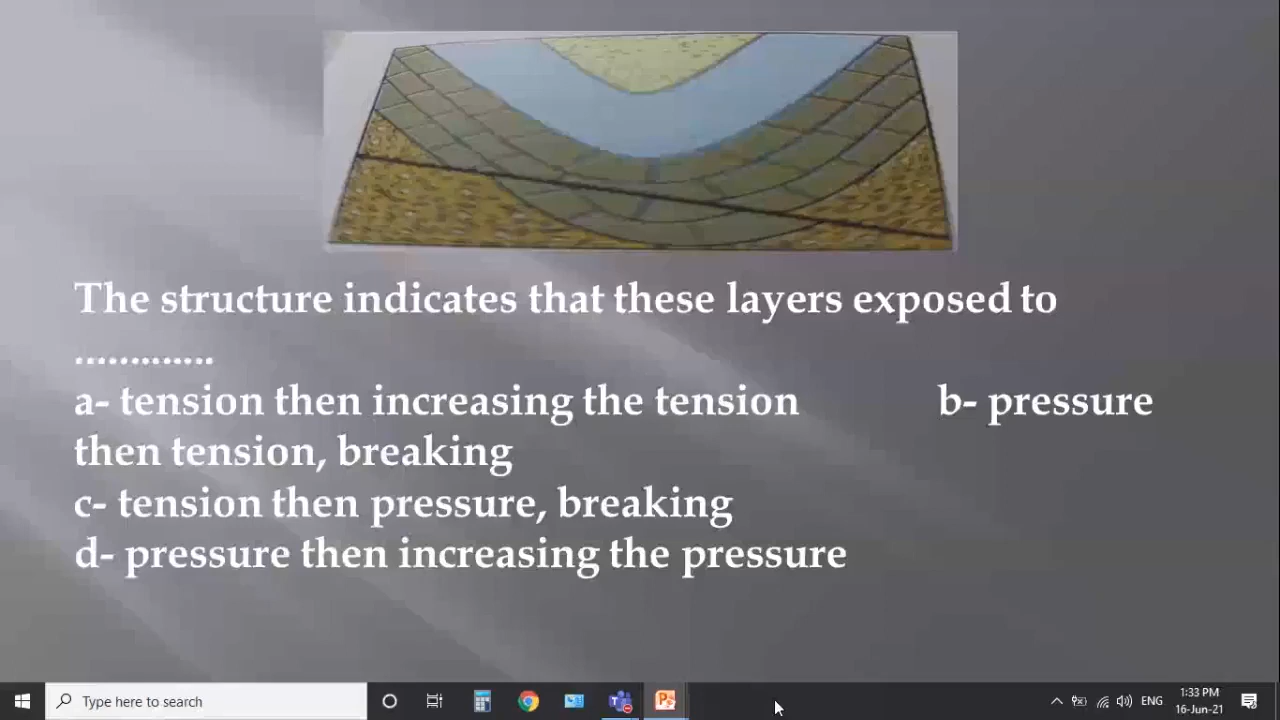 The structure indicates that these layers exposed to
.............
a- tension then increasing the tension b- pressure
then tension, breaking
c- tension then pressure, breaking
d- pressure then increasing the pressure
Type here to search
ENG
1:33 PM
16-Jun-21